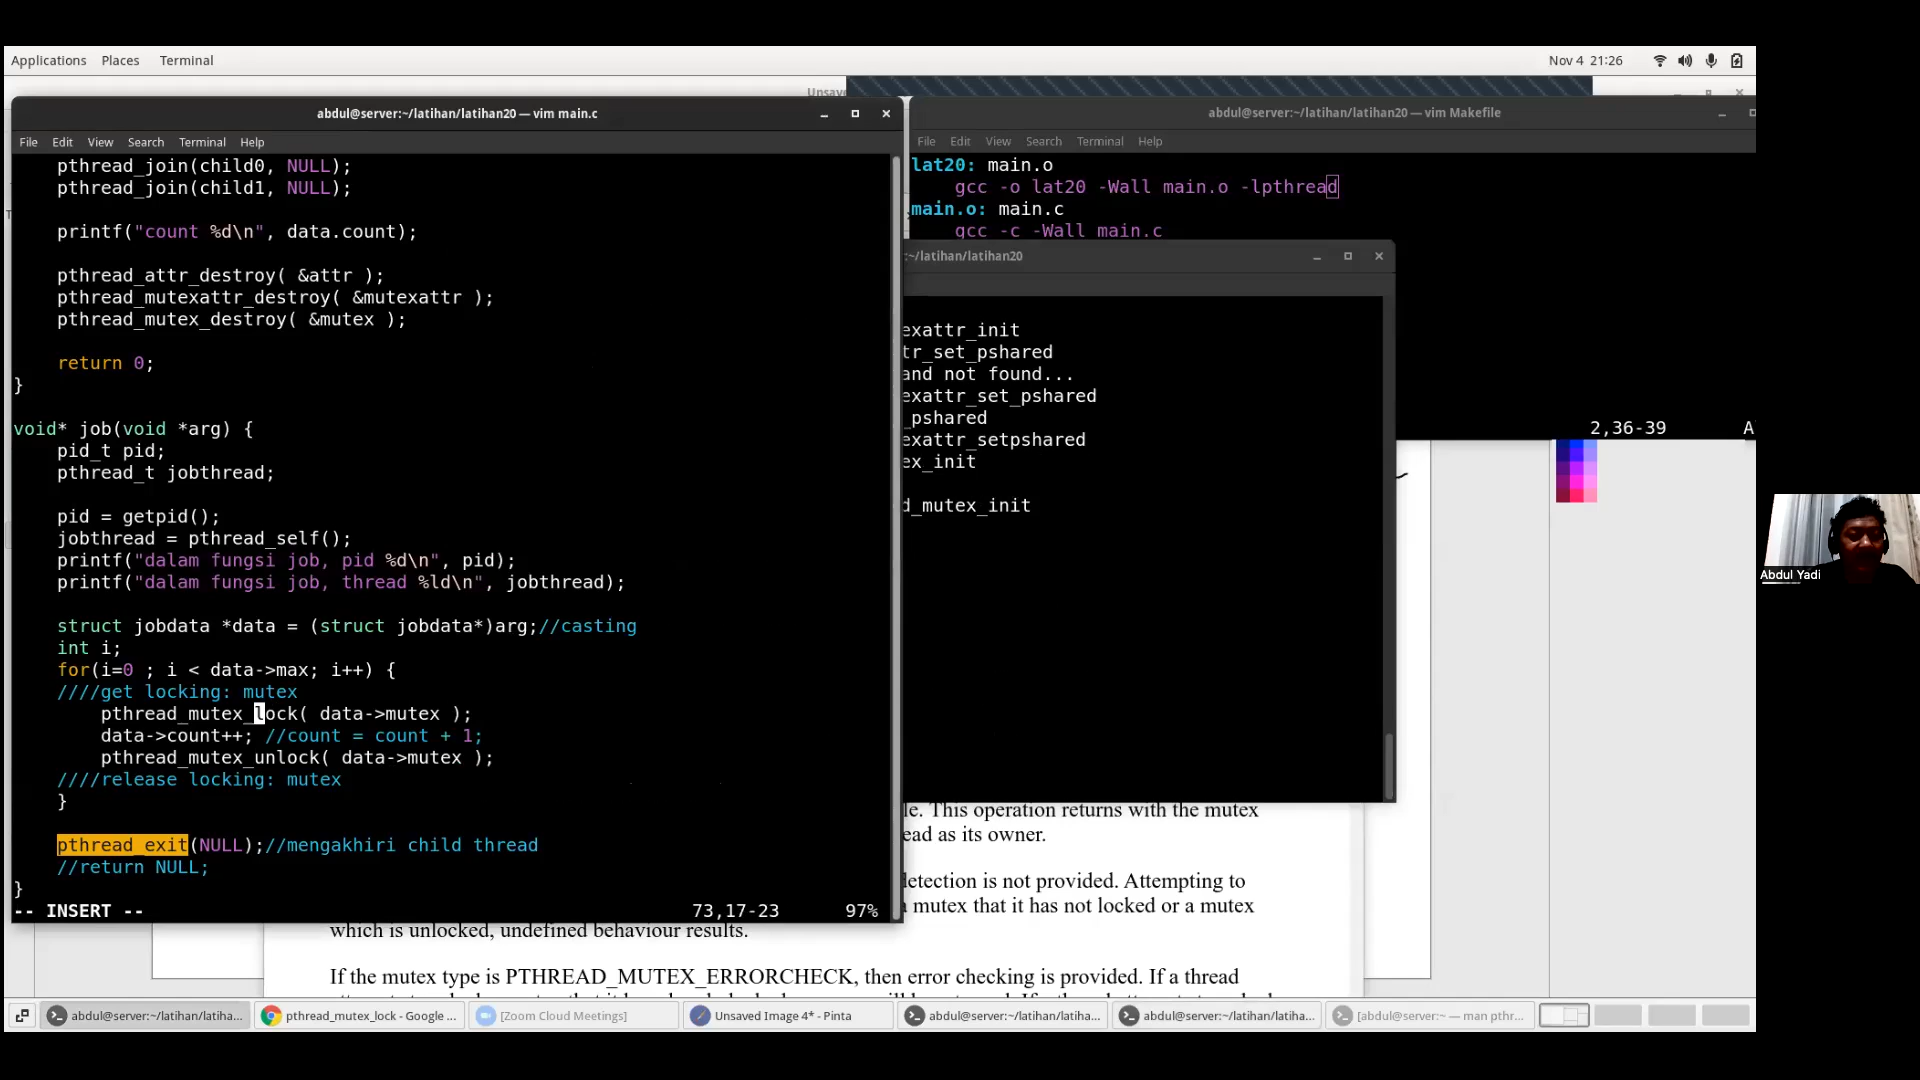 Applications Places Terminal
Nov 4 21:26
abdul@server:~/latihan/latihan20 — vim main.c
File Edit View Search Terminal Help
    pthread_join(child0, NULL);
    pthread_join(child1, NULL);
    printf("count %d\n", data.count);
    pthread_attr_destroy( &attr );
    pthread_mutexattr_destroy( &mutexattr );
    pthread_mutex_destroy( &mutex );
    return 0;
}
void* job(void *arg) {
    pid_t pid;
    pthread_t jobthread;
    pid = getpid();
    jobthread = pthread_self();
    printf("dalam fungsi job, pid %d\n", pid);
    printf("dalam fungsi job, thread %ld\n", jobthread);
    struct jobdata *data = (struct jobdata*)arg;//casting
    int i;
    for(i=0 ; i < data->max; i++) {
    ////get locking: mutex
        pthread_mutex_lock( data->mutex );
        data->count++; //count = count + 1;
        pthread_mutex_unlock( data->mutex );
    ////release locking: mutex
    }
    pthread_exit(NULL);//mengakhiri child thread
    //return NULL;
}
-- INSERT -- 73,17-23 97%
Unsave
abdul@server:~/latihan/latihan20 — vim Makefile
File Edit View Search Terminal Help
lat20: main.o
    gcc -o lat20 -Wall main.o -lpthread
main.o: main.c
    gcc -c -Wall main.c
2,36-39 A
:~/latihan/latihan20
exattr_init
tr_set_pshared
and not found...
exattr_set_pshared
_pshared
exattr_setpshared
ex_init
d_mutex_init
le. This operation returns with the mutex
ead as its owner.
detection is not provided. Attempting to
a mutex that it has not locked or a mutex
which is unlocked, undefined behaviour results.
If the mutex type is PTHREAD_MUTEX_ERRORCHECK, then error checking is provided. If a thread
Abdul Yadi
abdul@server:~/latihan/latiha...
pthread_mutex_lock - Google ...
[Zoom Cloud Meetings]
Unsaved Image 4* - Pinta
abdul@server:~/latihan/latiha...
abdul@server:~/latihan/latiha...
[abdul@server:~ — man pthr...